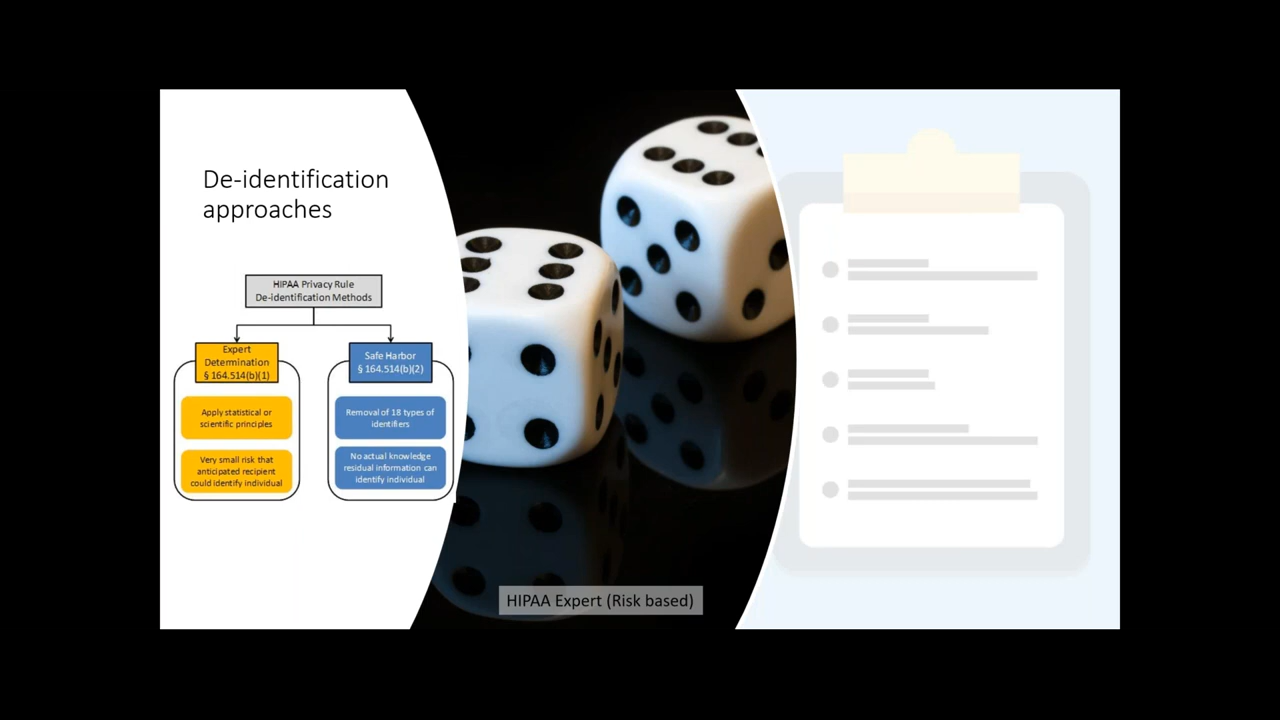 De-identification
approaches
HIPAA Privacy Rule
De-identification Methods
Expert
Determination
§ 164.514(b)(1)
Apply statistical or
scientific principles
Very small risk that
anticipated recipient
could identify individual
Safe Harbor
§ 164.514(b)(2)
Removal of 18 types of
identifiers
No actual knowledge
residual information can
identify individual
HIPAA Expert (Risk based)